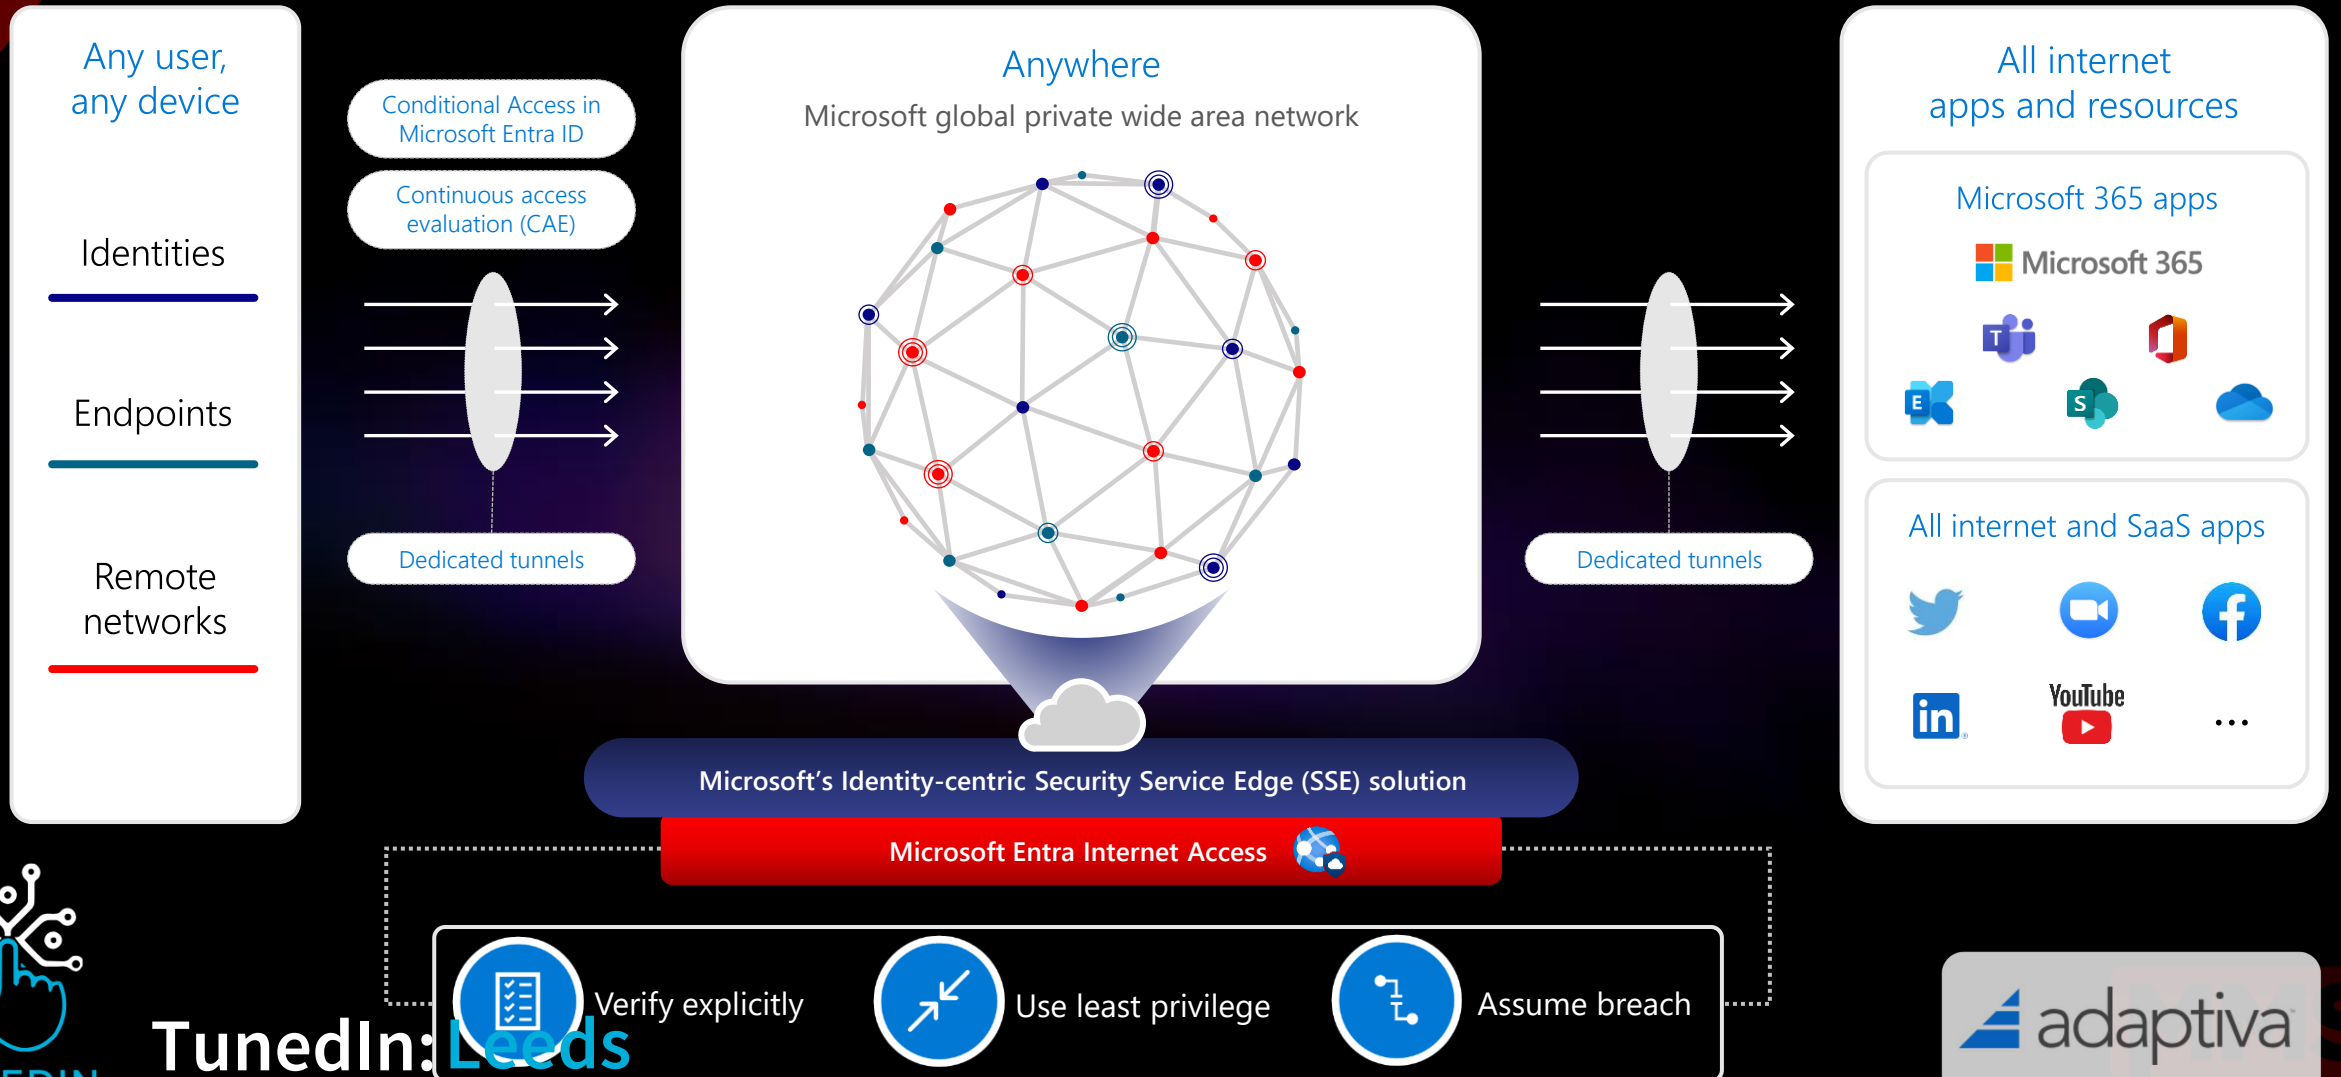 Any user,
any device
Identities
Endpoints
Remote
networks
Conditional Access in
Microsoft Entra ID
Continuous access
evaluation (CAE)
Dedicated tunnels
Anywhere
Microsoft global private wide area network
Dedicated tunnels
All internet
apps and resources
Microsoft 365 apps
Microsoft 365
T
E
S
All internet and SaaS apps
in
YouTube
...
Microsoft's Identity-centric Security Service Edge (SSE) solution
Microsoft Entra Internet Access
Verify explicitly
Use least privilege
Assume breach
TunedIn:Leeds
adaptiva